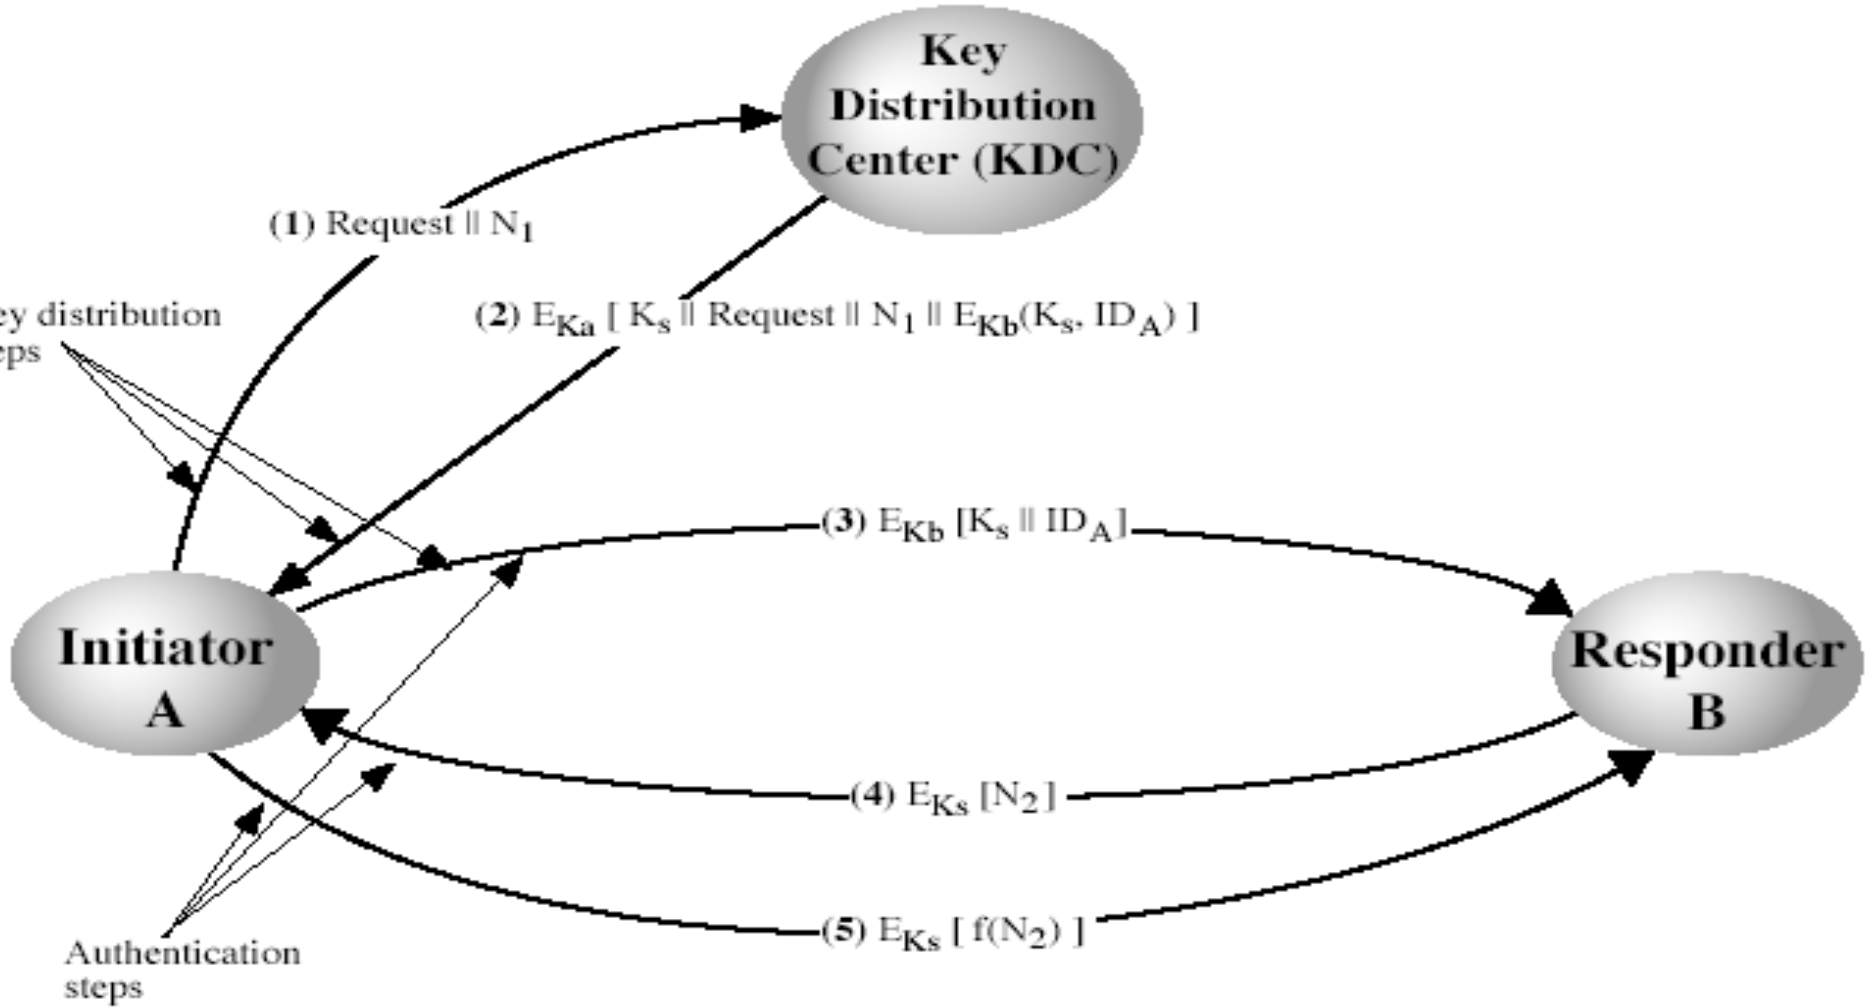 Key
Distribution
Center (KDC)
(1) Request || N1
(2) EKa [ Ks || Request || N1 || EKb(Ks, IDA) ]
ey distribution
eps
(3) EKb [Ks || IDA]
Initiator
A
Responder
B
(4) EKs [N2]
(5) EKs [ f(N2) ]
Authentication
steps